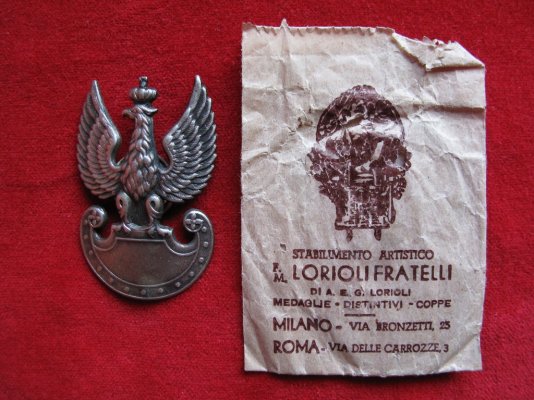 STABILIMENTO ARTISTICO
F.M. LORIOLI FRATELLI
DI A. E. G. LORIOLI
MEDAGLIE - DISTINTIVI - COPPE
MILANO - VIA BRONZETTI, 25
ROMA - VIA DELLE CARROZZE, 3